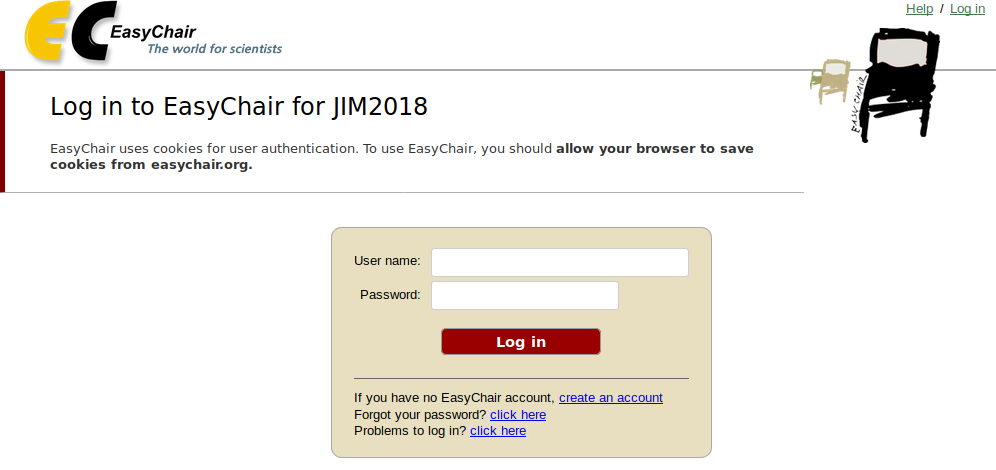 Help / Log in
EC EasyChair
The world for scientists
EASY CHAIR
Log in to EasyChair for JIM2018
EasyChair uses cookies for user authentication. To use EasyChair, you should allow your browser to save
cookies from easychair.org.
User name:
Password:
Log in
If you have no EasyChair account, create an account
Forgot your password? click here
Problems to log in? click here